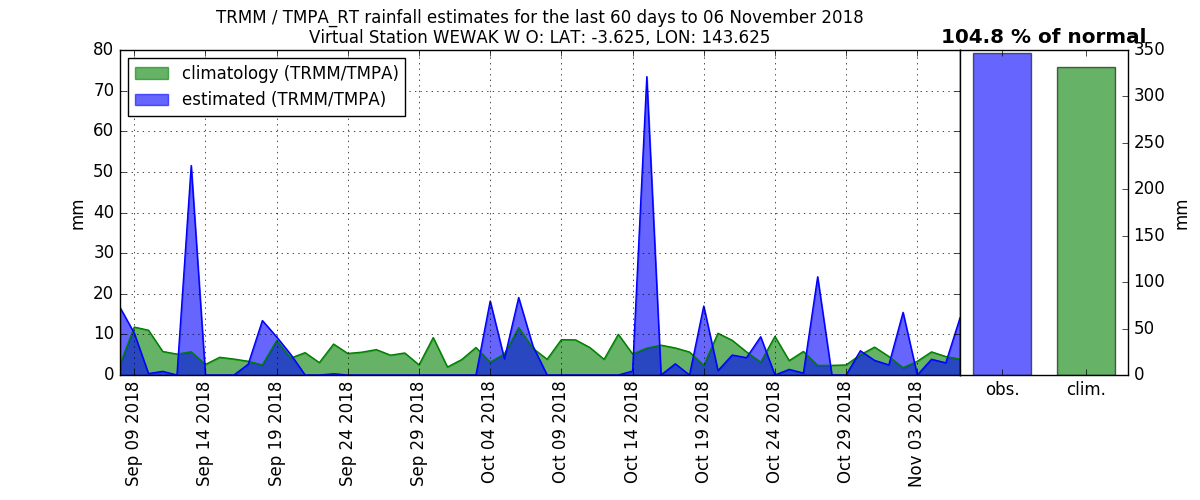 TRMM / TMPA_RT rainfall estimates for the last 60 days to 06 November 2018
Virtual Station WEWAK W O: LAT: -3.625, LON: 143.625
104.8 % of normal
climatology (TRMM/TMPA)
estimated (TRMM/TMPA)
80
70
60
50
40
30
20
10
0
mm
350
300
250
200
150
100
50
0
mm
obs.
clim.
Sep 09 2018
Sep 14 2018
Sep 19 2018
Sep 24 2018
Sep 29 2018
Oct 04 2018
Oct 09 2018
Oct 14 2018
Oct 19 2018
Oct 24 2018
Oct 29 2018
Nov 03 2018